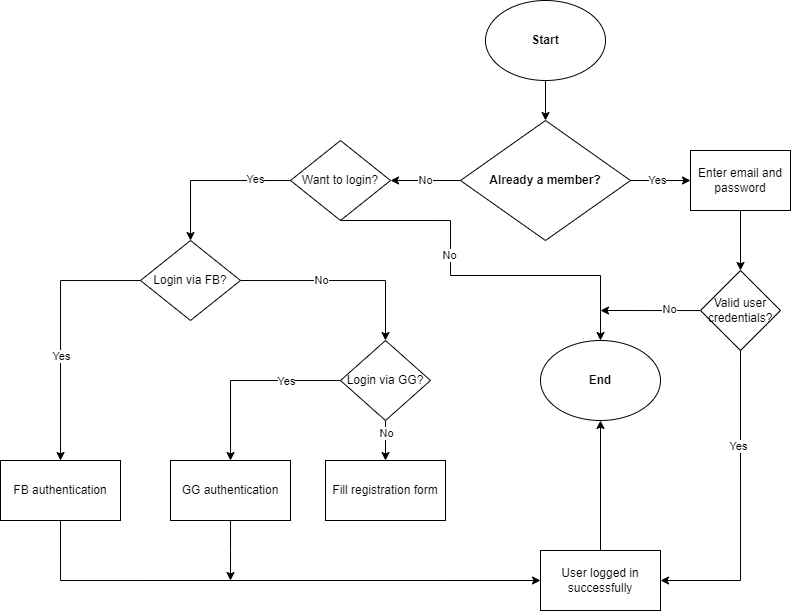 Start
Already a member?
No
Yes
Want to login?
Enter email and
password
Yes
No
Login via FB?
No
Valid user
credentials?
No
Yes
Login via GG?
Yes
No
End
Yes
FB authentication
GG authentication
Fill registration form
User logged in
successfully